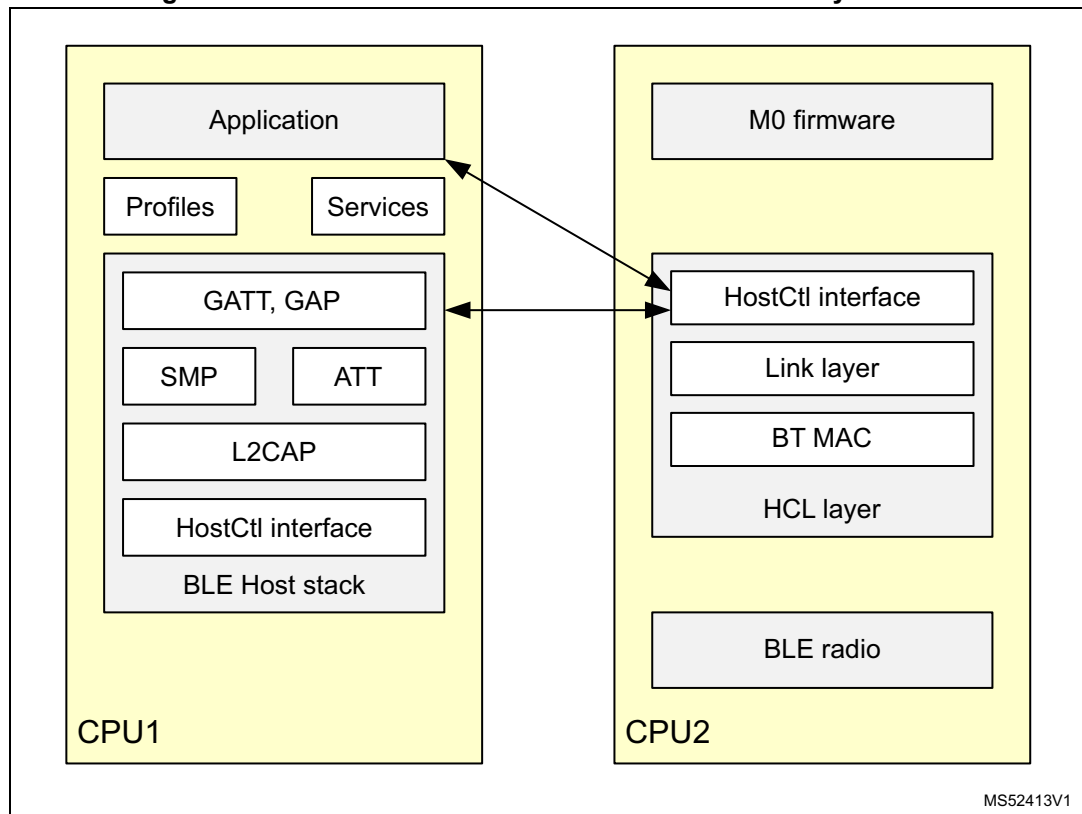 Application
Profiles
Services
GATT, GAP
SMP
ATT
L2CAP
HostCtl interface
BLE Host stack
CPU1
M0 firmware
HostCtl interface
Link layer
BT MAC
HCL layer
BLE radio
CPU2
MS52413V1